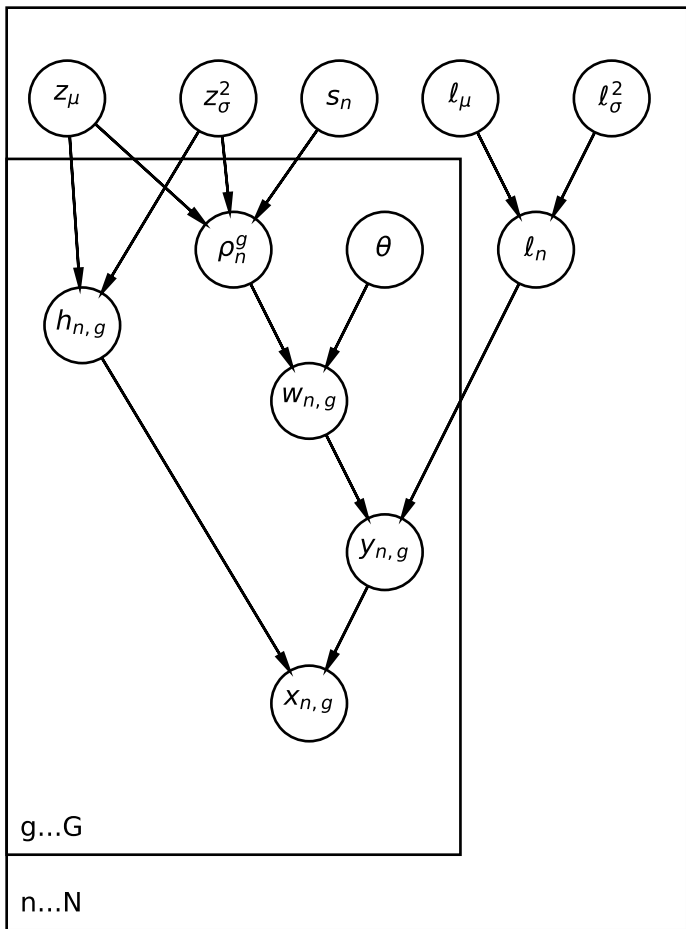 z_μ z_σ^2 s_n ℓ_μ ℓ_σ^2
ρ_n^g θ ℓ_n
h_{n,g}
w_{n,g}
y_{n,g}
x_{n,g}
g...G
n...N